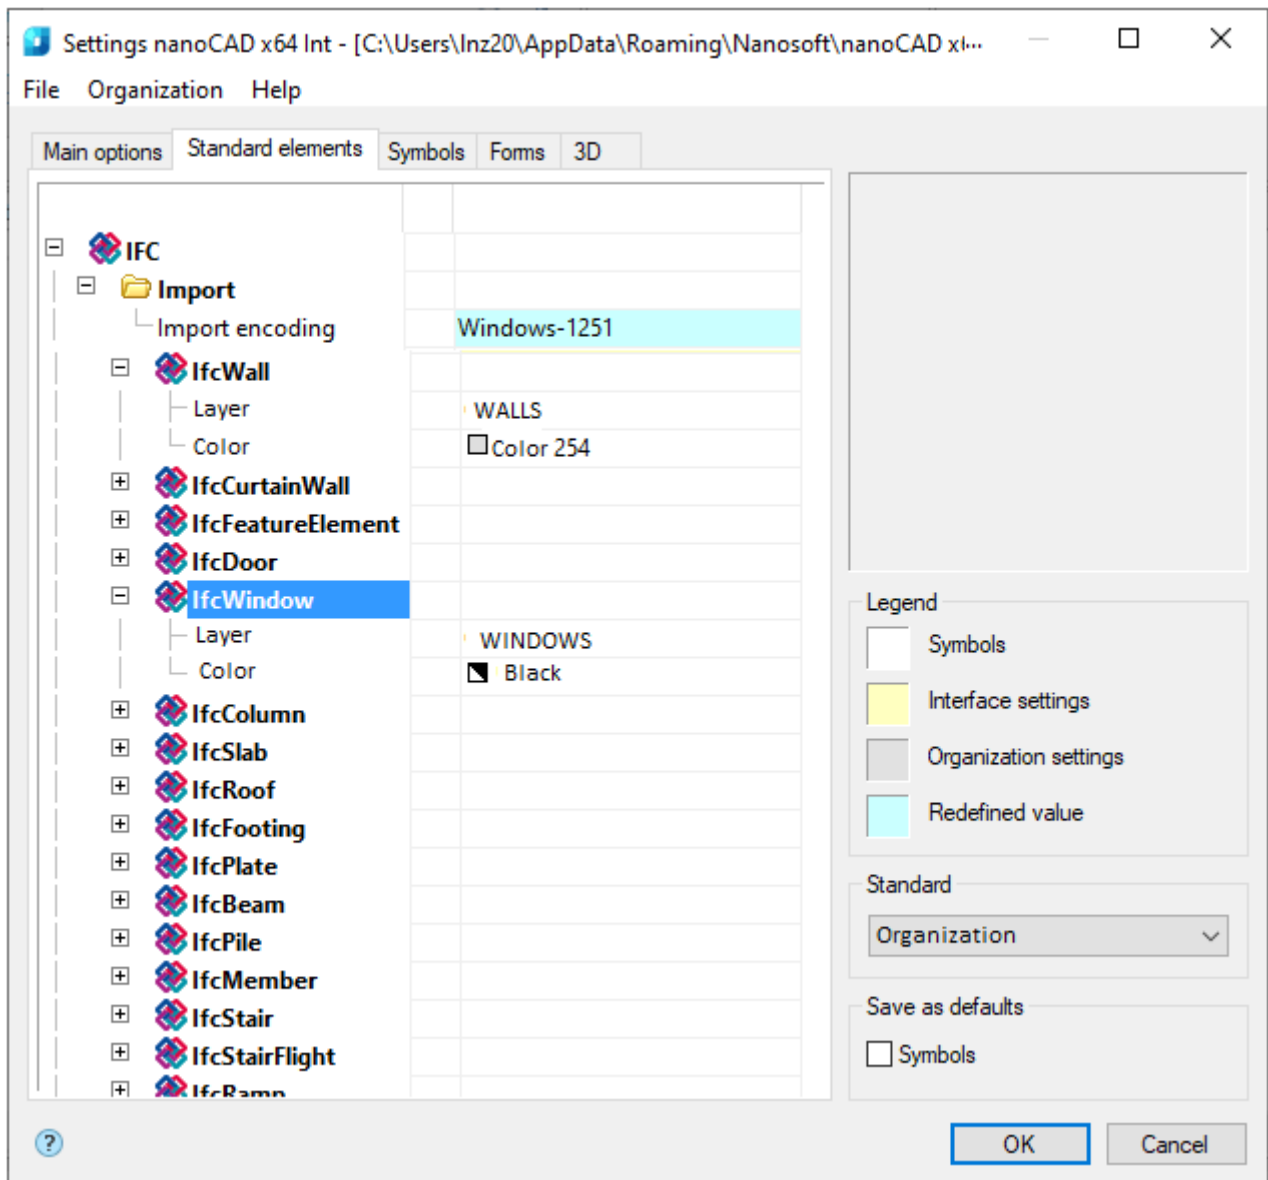 Settings nanoCAD x64 Int - [C:\Users\Inz20\AppData\Roaming\Nanosoft\nanoCAD x(...
File Organization Help
Main options Standard elements Symbols Forms 3D
IFC
Import
Import encoding Windows-1251
IfcWall
Layer WALLS
Color Color 254
IfcCurtainWall
IfcFeatureElement
IfcDoor
IfcWindow
Layer WINDOWS
Color Black
IfcColumn
IfcSlab
IfcRoof
IfcFooting
IfcPlate
IfcBeam
IfcPile
IfcMember
IfcStair
IfcStairFlight
IfcRamp
Legend
Symbols
Interface settings
Organization settings
Redefined value
Standard
Organization
Save as defaults
Symbols
? OK Cancel